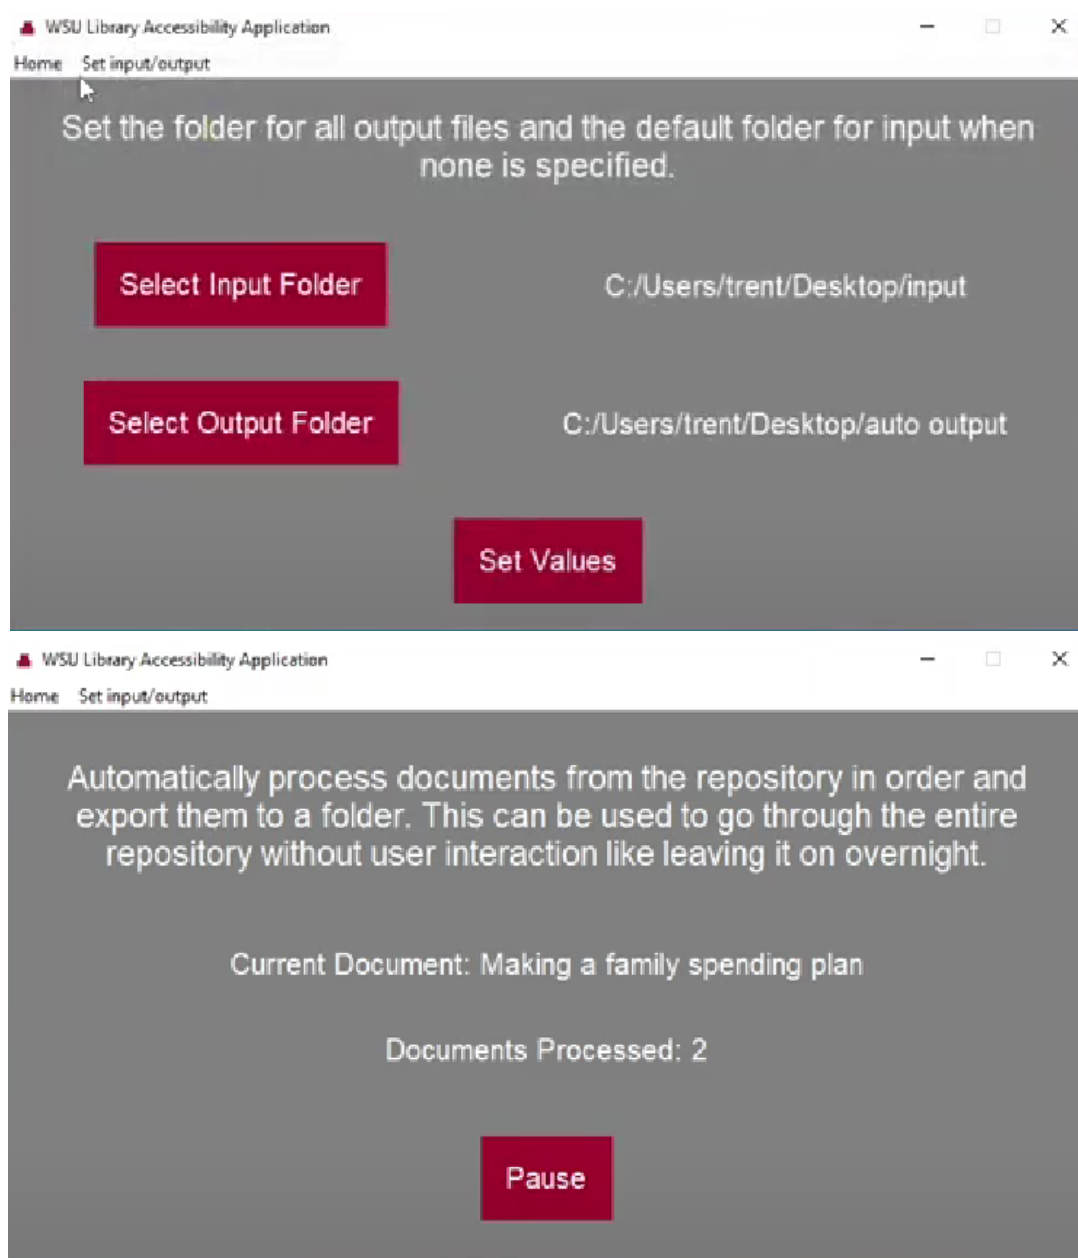 WSU Library Accessibility Application
Home Set input/output
Set the folder for all output files and the default folder for input when
none is specified.
Select Input Folder C:/Users/trent/Desktop/input
Select Output Folder C:/Users/trent/Desktop/auto output
Set Values
WSU Library Accessibility Application
Home Set input/output
Automatically process documents from the repository in order and
export them to a folder. This can be used to go through the entire
repository without user interaction like leaving it on overnight.
Current Document: Making a family spending plan
Documents Processed: 2
Pause